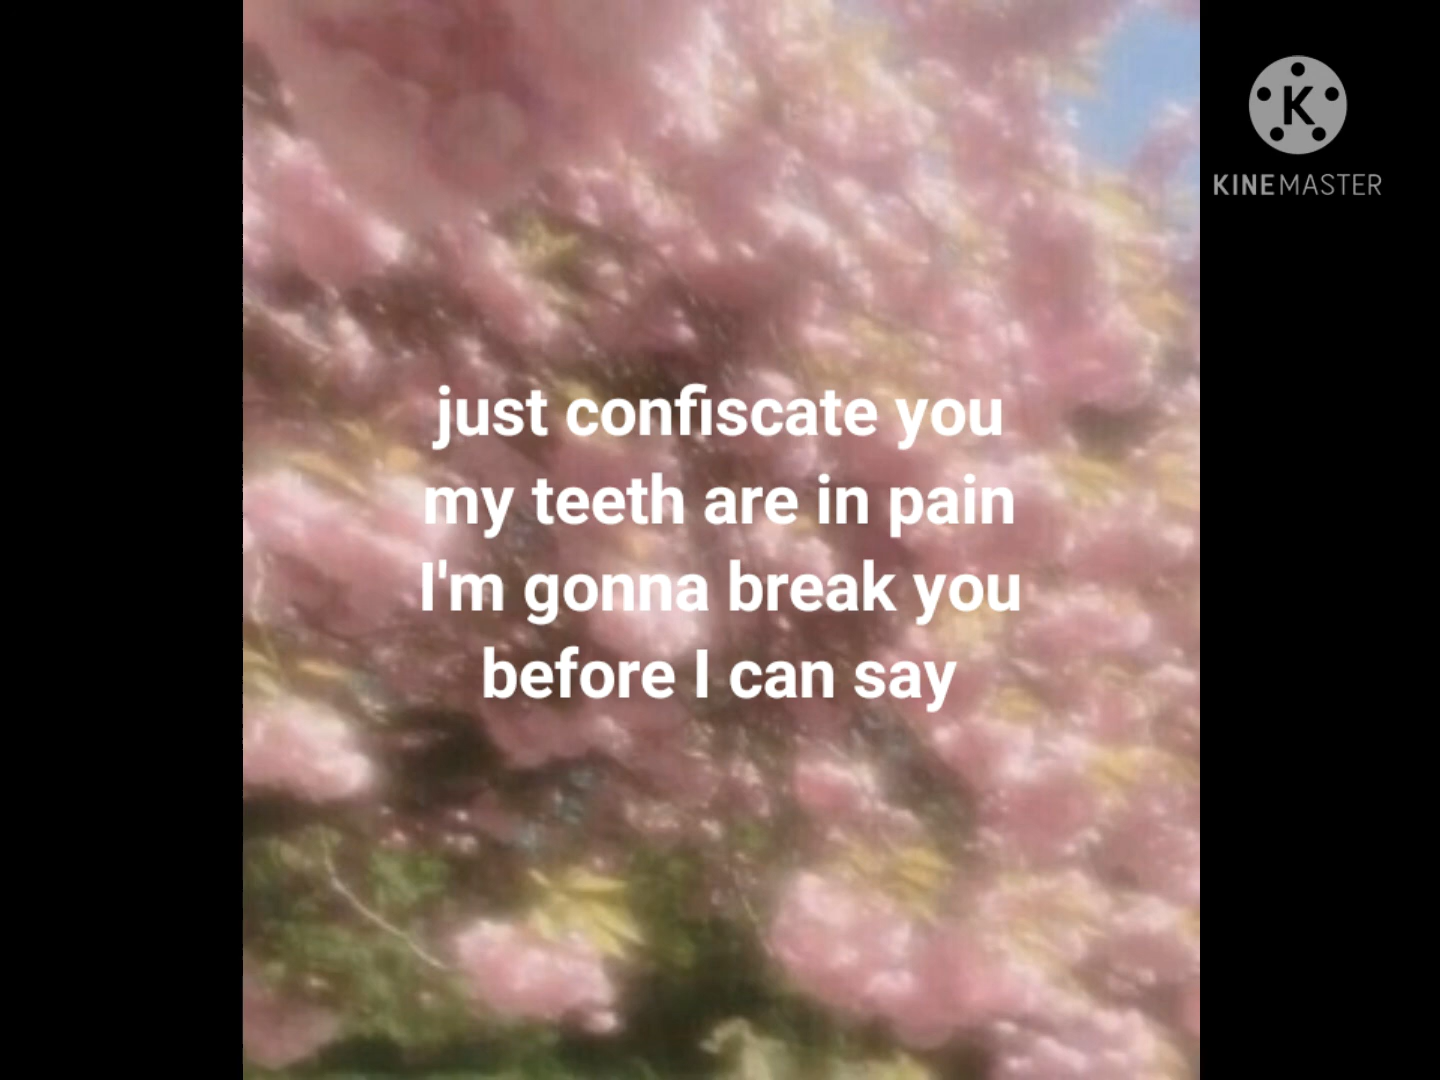 K
KINEMASTER
just confiscate you
my teeth are in pain
I'm gonna break you
before I can say